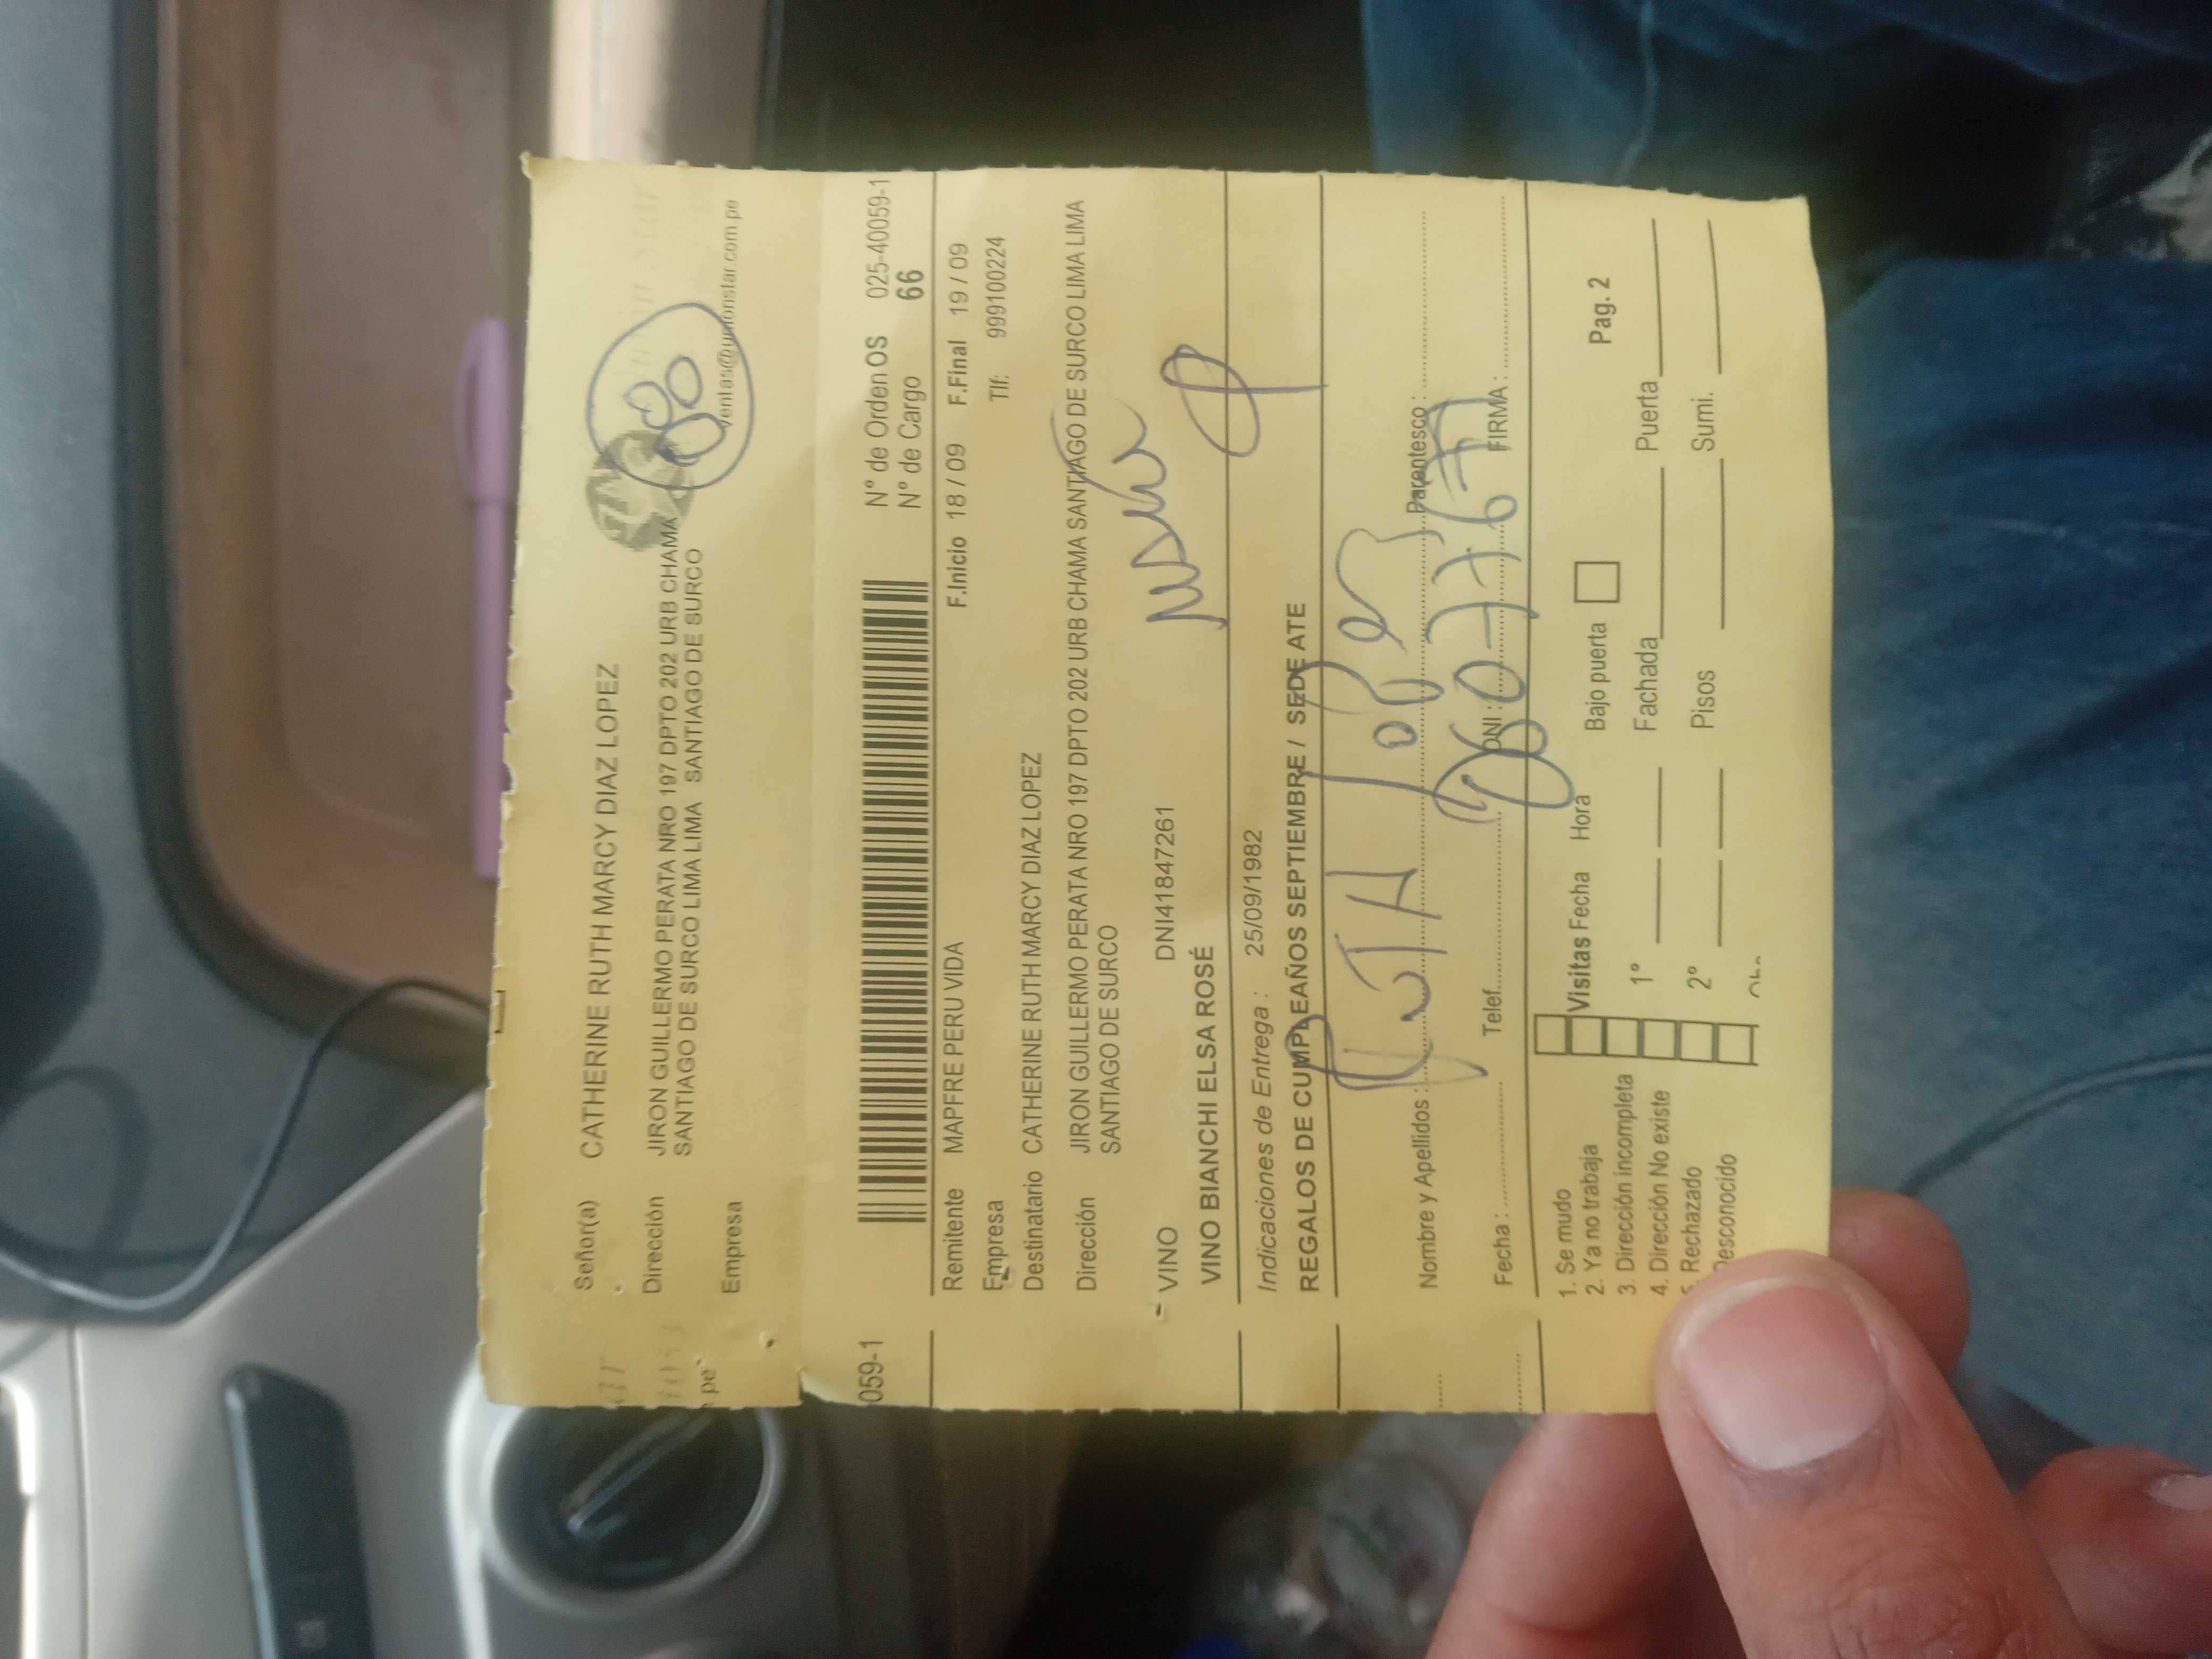 Señor(a) CATHERINE RUTH MARCY DIAZ LOPEZ
Dirección JIRON GUILLERMO PERATA NRO 197 DPTO 202 URB CHAMA
SANTIAGO DE SURCO LIMA LIMA SANTIAGO DE SURCO
Empresa
ventas@unionstar.com.pe
059-1
N° de Orden OS 025-40059-1
N° de Cargo 66
Remitente MAPFRE PERU VIDA F.Inicio 18 / 09 F.Final 19 / 09
Empresa Tlf: 999100224
Destinatario CATHERINE RUTH MARCY DIAZ LOPEZ
Dirección JIRON GUILLERMO PERATA NRO 197 DPTO 202 URB CHAMA SANTIAGO DE SURCO LIMA LIMA
SANTIAGO DE SURCO
VINO DNI41847261
VINO BIANCHI ELSA ROSÉ
Indicaciones de Entrega : 25/09/1982
REGALOS DE CUMPLEAÑOS SEPTIEMBRE / SEDE ATE
Nombre y Apellidos : Parentesco :
Fecha : Telef. DNI : FIRMA :
1. Se mudo
2. Ya no trabaja
3. Dirección incompleta
4. Dirección No existe
5. Rechazado
Desconocido
Visitas Fecha Hora Bajo puerta Pag. 2
1° Fachada Puerta
2° Pisos Sumi.